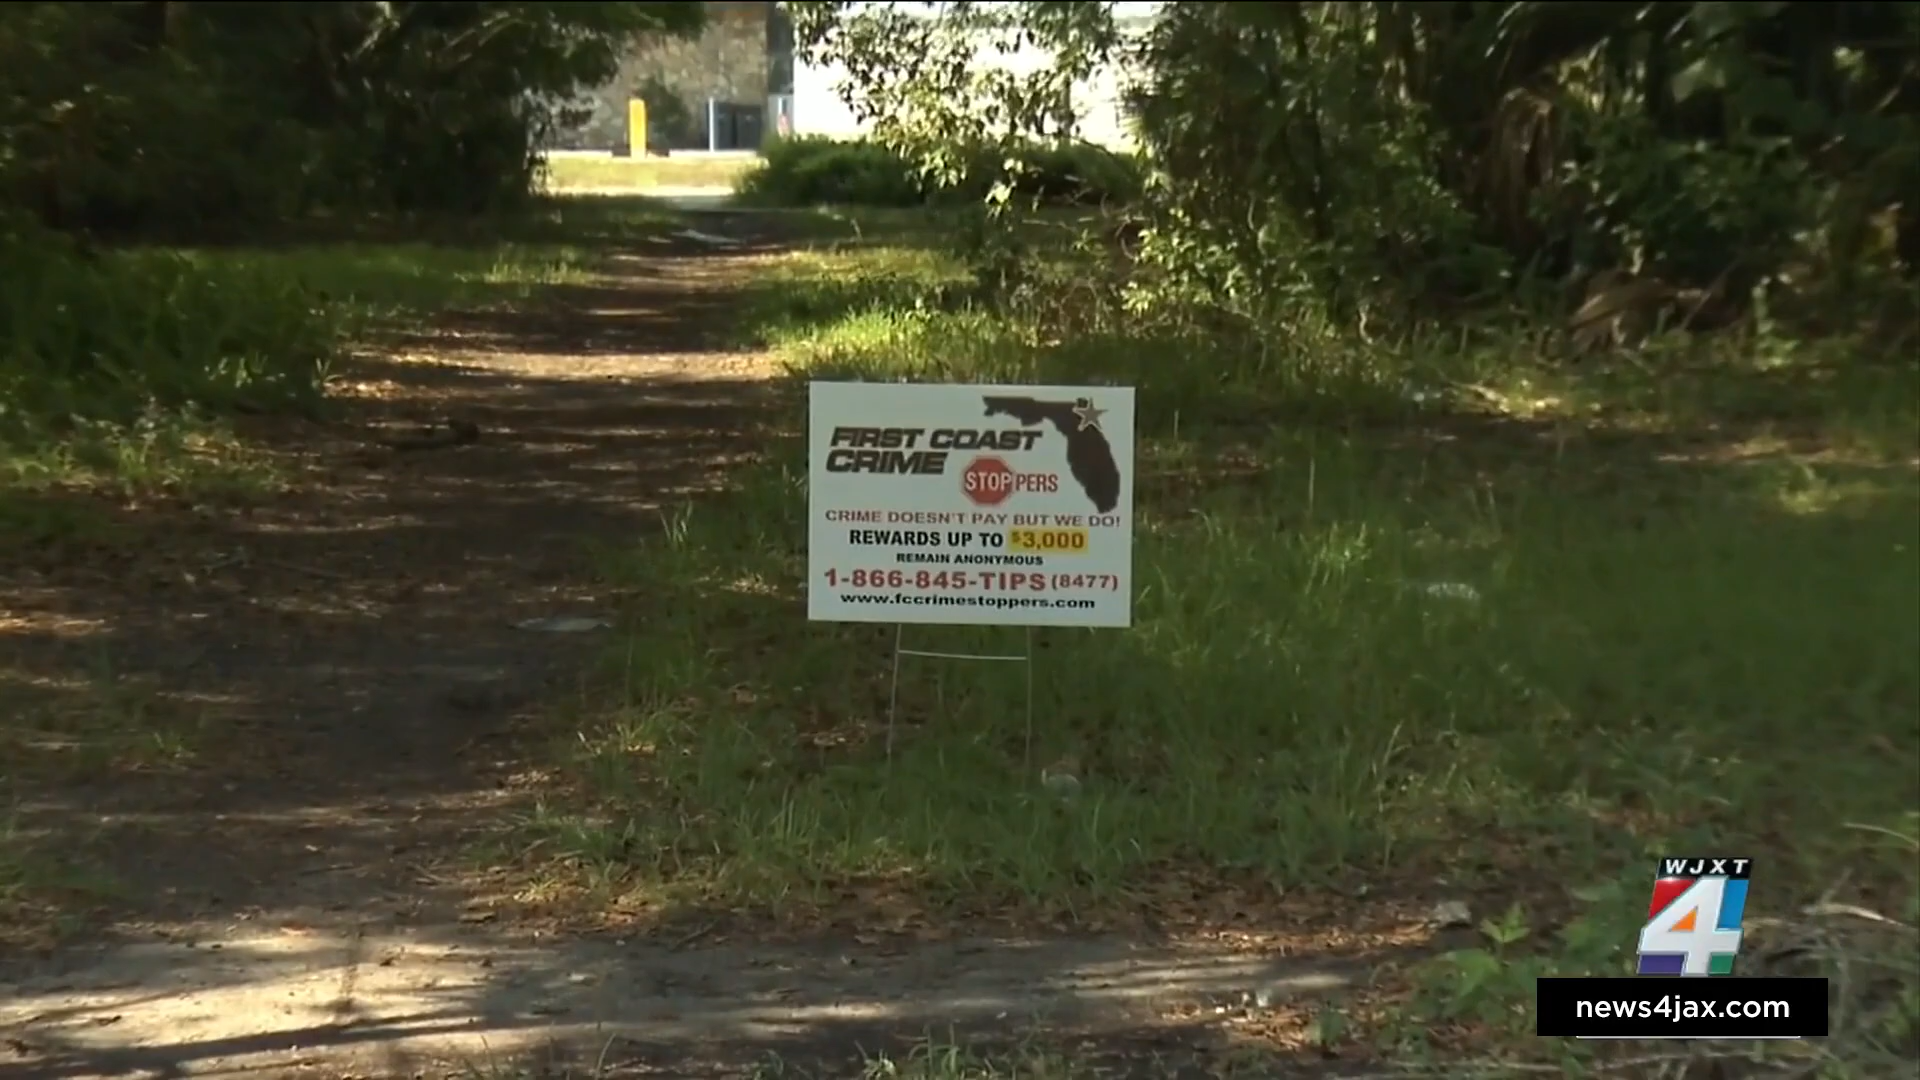 FIRST COAST
CRIME
STOPPERS
CRIME DOESN'T PAY BUT WE DO!
REWARDS UP TO $3,000
REMAIN ANONYMOUS
1-866-845-TIPS (8477)
www.fccrimestoppers.com
WJXT
4
news4jax.com